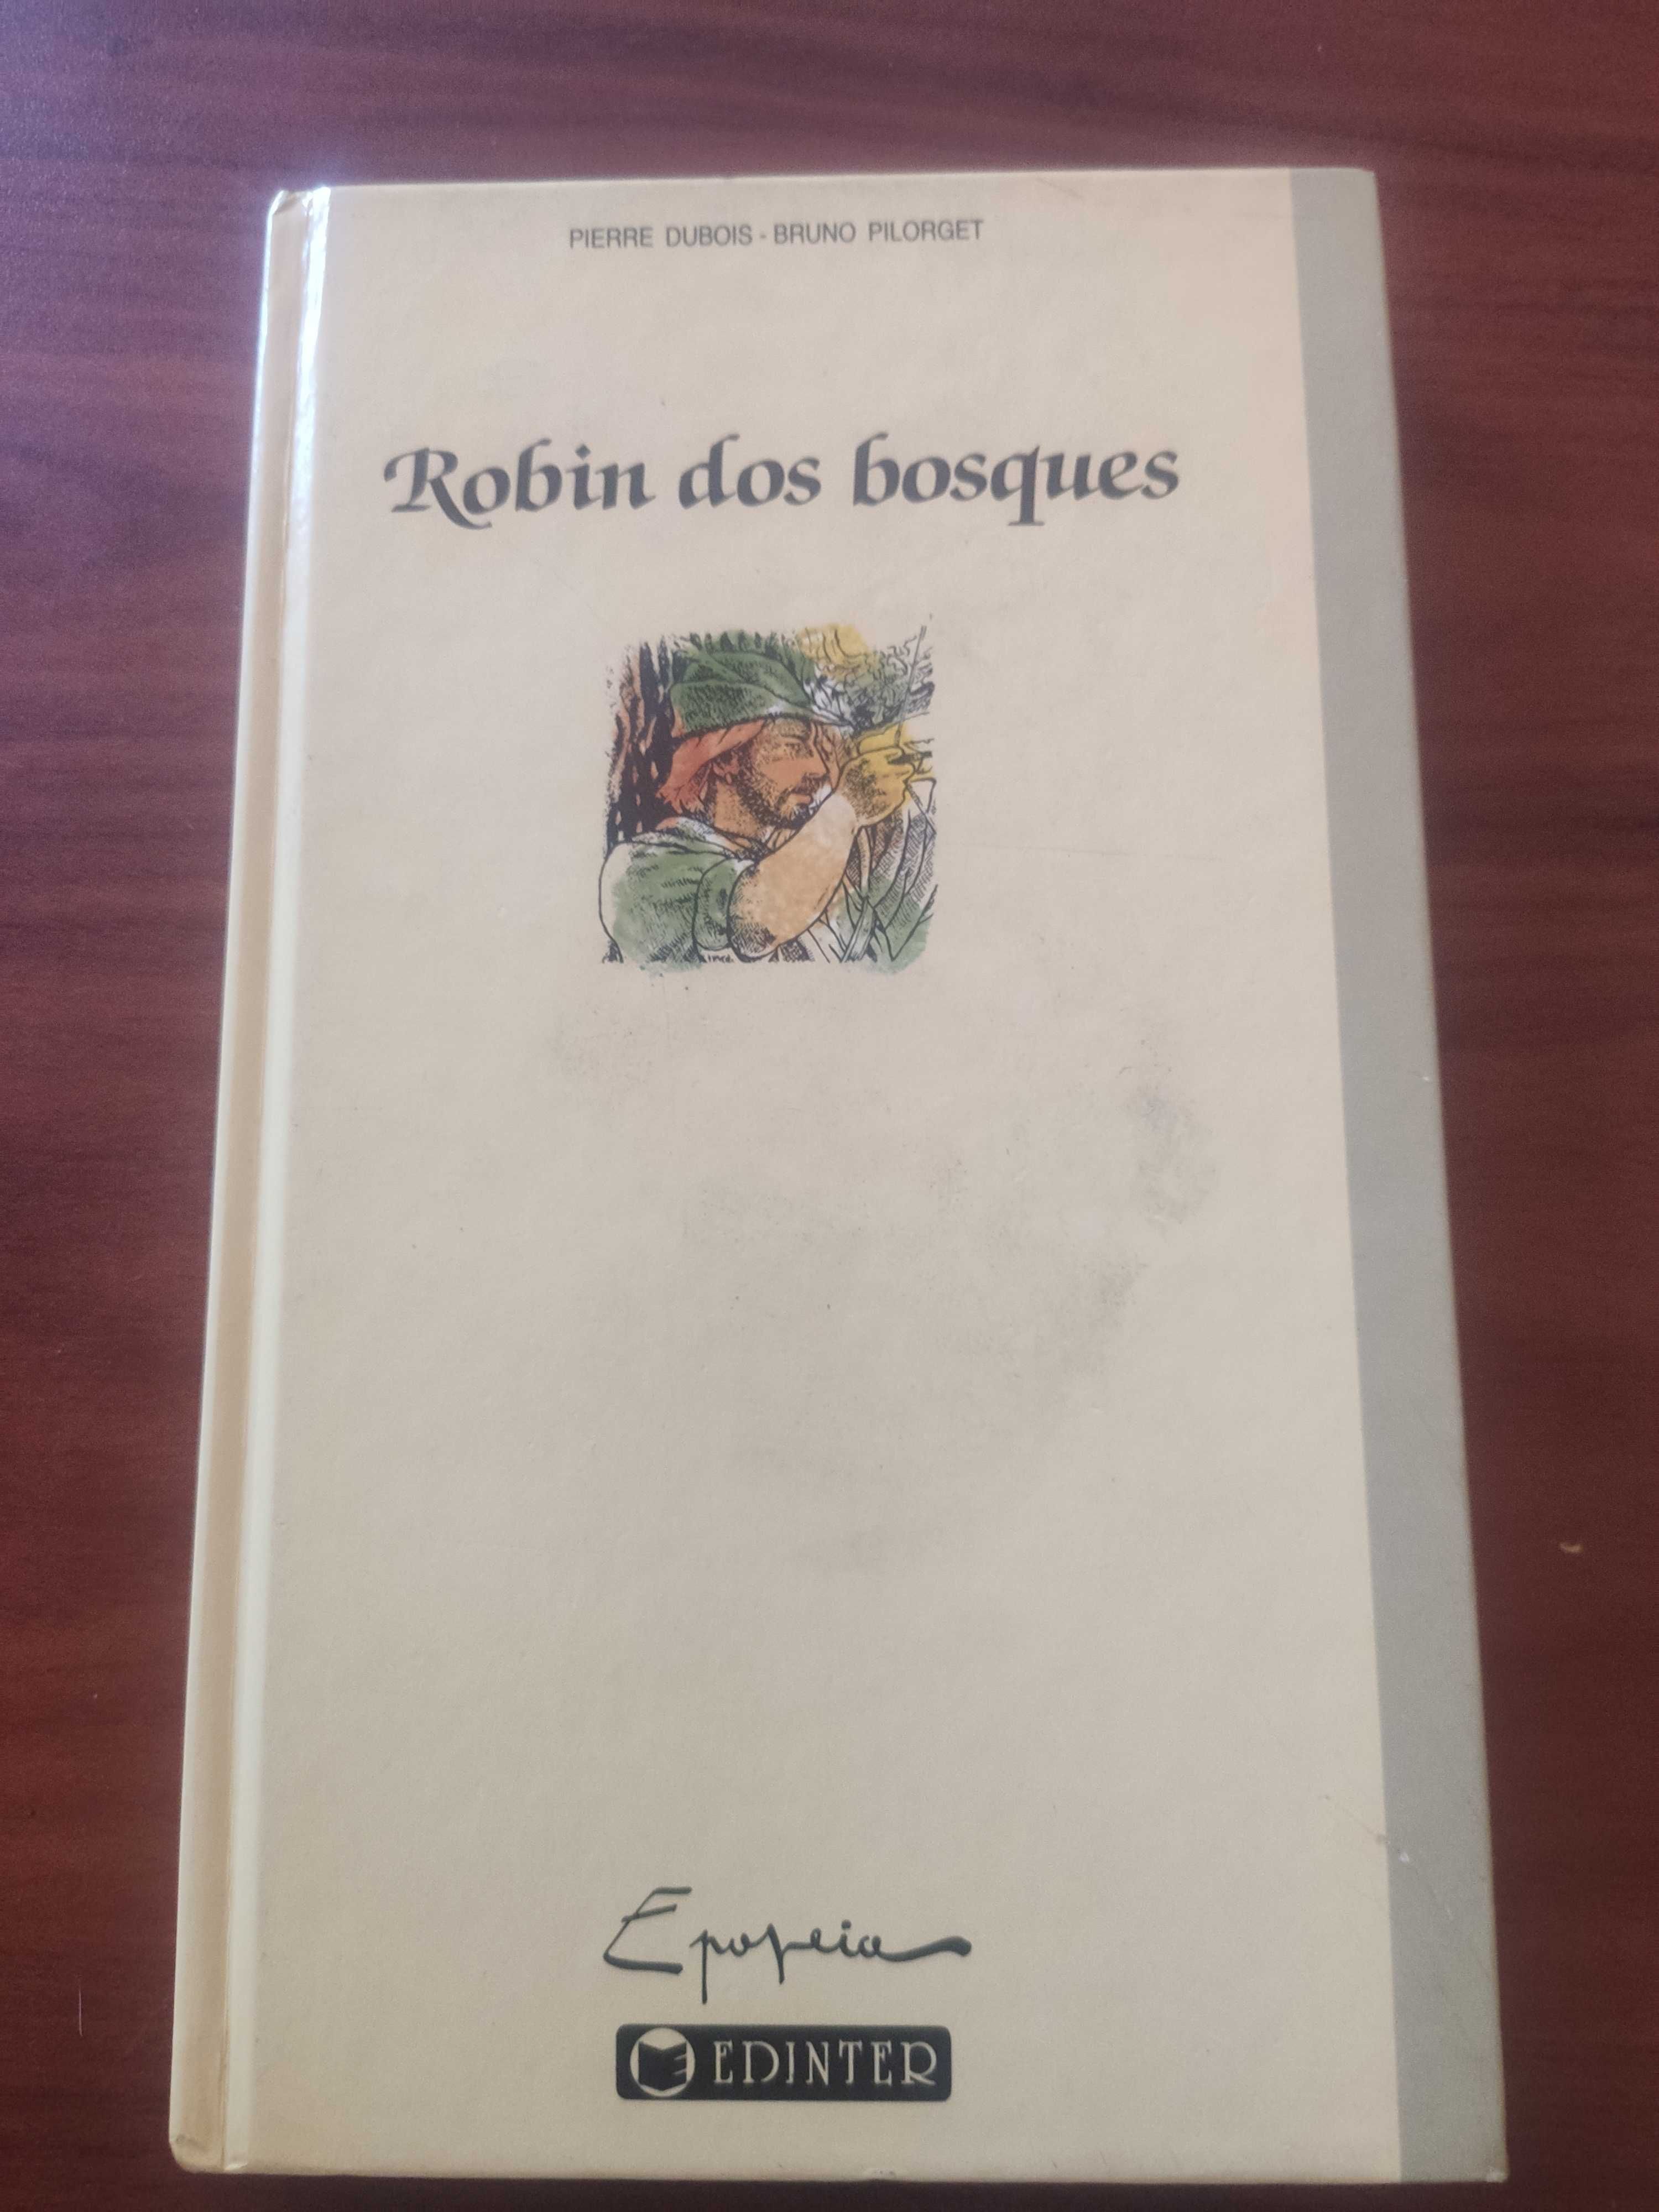 PIERRE DUBOIS - BRUNO PILORGET
Robin dos bosques
Epopeia
EDINTER